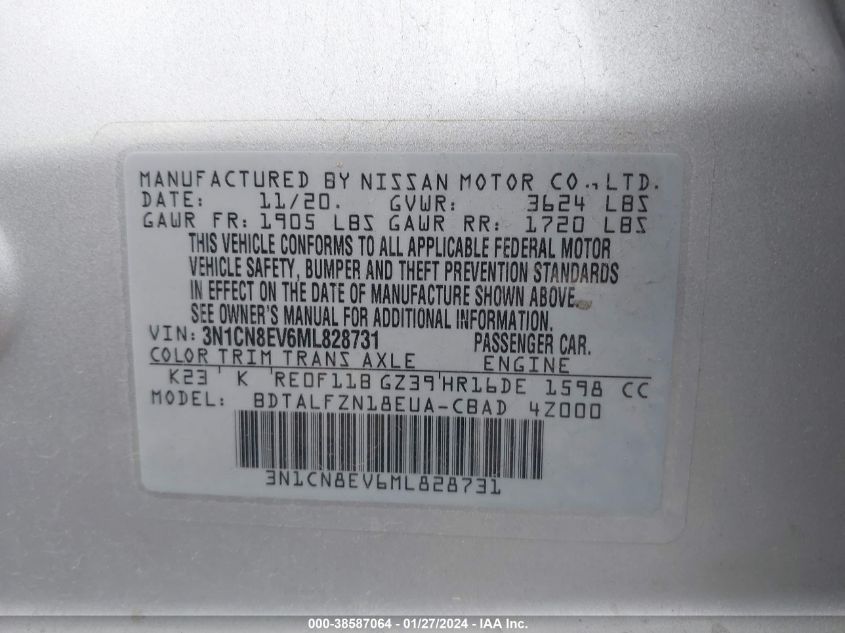 MANUFACTURED BY NISSAN MOTOR CO., LTD.
DATE: 11/20. GVWR: 3624 LBS
GAWR FR: 1905 LBS GAWR RR: 1720 LBS
THIS VEHICLE CONFORMS TO ALL APPLICABLE FEDERAL MOTOR
VEHICLE SAFETY, BUMPER AND THEFT PREVENTION STANDARDS
IN EFFECT ON THE DATE OF MANUFACTURE SHOWN ABOVE.
SEE OWNER'S MANUAL FOR ADDITIONAL INFORMATION.
VIN: 3N1CN8EV6ML828731 PASSENGER CAR.
COLOR TRIM TRANS AXLE ENGINE
K23 K RE0F11B GZ39 HR16DE 1598 CC
MODEL: BDTALFZN18EUA-CBAD 4Z000
3N1CN8EV6ML828731
000-38587064 - 01/27/2024 - IAA Inc.